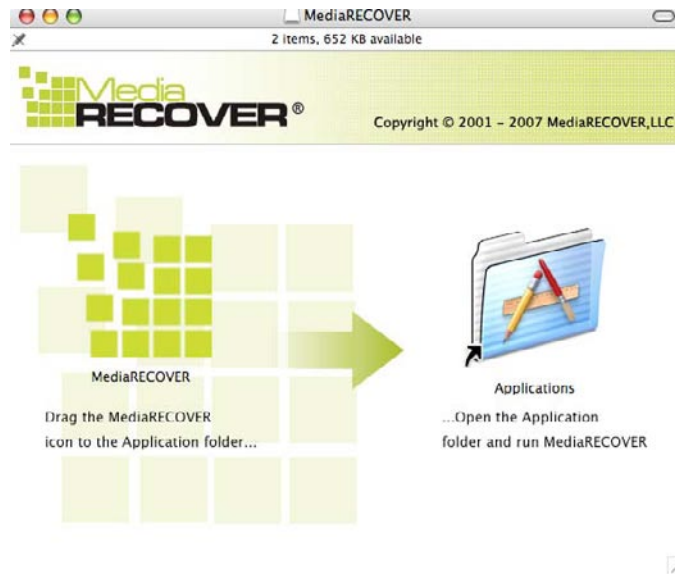 MediaRECOVER
2 items, 652 KB available
Media
RECOVER®
Copyright © 2001 – 2007 MediaRECOVER,LLC
MediaRECOVER
Applications
Drag the MediaRECOVER
icon to the Application folder...
...Open the Application
folder and run MediaRECOVER